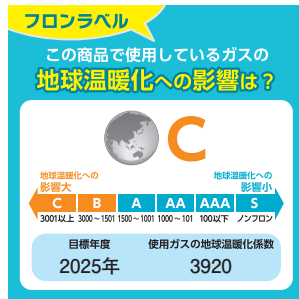 フロンラベル
この商品で使用しているガスの
地球温暖化への影響は？
C
地球温暖化への
影響大
地球温暖化への
影響小
C B A AA AAA S
3001以上 3000～1501 1500～1001 1000～101 100以下 ノンフロン
目標年度
2025年
使用ガスの地球温暖化係数
3920